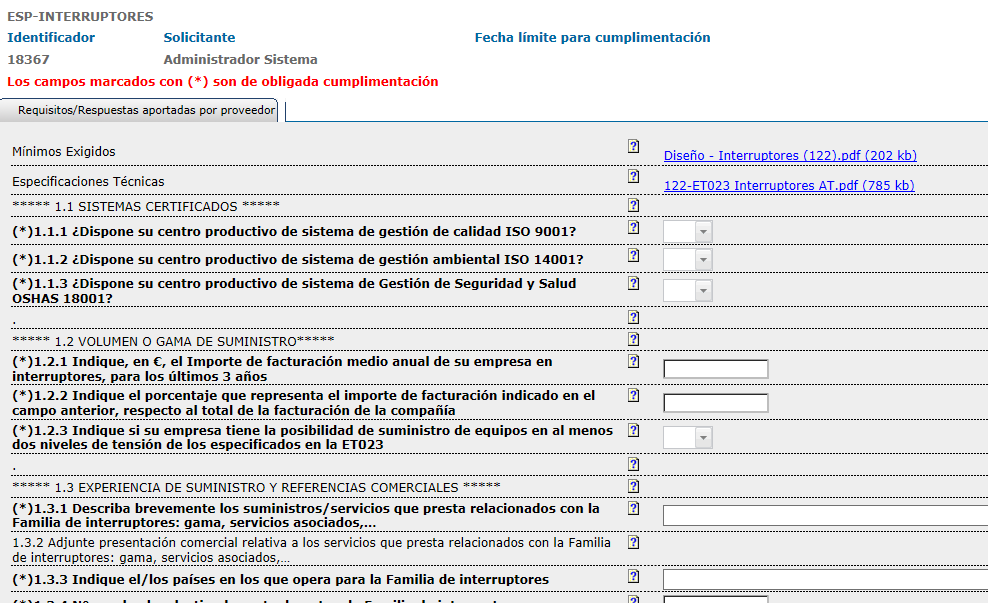 ESP-INTERRUPTORES
Identificador Solicitante Fecha límite para cumplimentación
18367 Administrador Sistema
Los campos marcados con (*) son de obligada cumplimentación
Requisitos/Respuestas aportadas por proveedor
Mínimos Exigidos ? Diseño - Interruptores (122).pdf (202 kb)
Especificaciones Técnicas ? 122-ET023 Interruptores AT.pdf (785 kb)
***** 1.1 SISTEMAS CERTIFICADOS ***** ?
(*)1.1.1 ¿Dispone su centro productivo de sistema de gestión de calidad ISO 9001? ?
(*)1.1.2 ¿Dispone su centro productivo de sistema de gestión ambiental ISO 14001? ?
(*)1.1.3 ¿Dispone su centro productivo de sistema de Gestión de Seguridad y Salud ?
OSHAS 18001?
. ?
***** 1.2 VOLUMEN O GAMA DE SUMINISTRO***** ?
(*)1.2.1 Indique, en €, el Importe de facturación medio anual de su empresa en ?
interruptores, para los últimos 3 años
(*)1.2.2 Indique el porcentaje que representa el importe de facturación indicado en el ?
campo anterior, respecto al total de la facturación de la compañía
(*)1.2.3 Indique si su empresa tiene la posibilidad de suministro de equipos en al menos ?
dos niveles de tensión de los especificados en la ET023
. ?
***** 1.3 EXPERIENCIA DE SUMINISTRO Y REFERENCIAS COMERCIALES ***** ?
(*)1.3.1 Describa brevemente los suministros/servicios que presta relacionados con la ?
Familia de interruptores: gama, servicios asociados,...
1.3.2 Adjunte presentación comercial relativa a los servicios que presta relacionados con la Familia ?
de interruptores: gama, servicios asociados,...
(*)1.3.3 Indique el/los países en los que opera para la Familia de interruptores ?